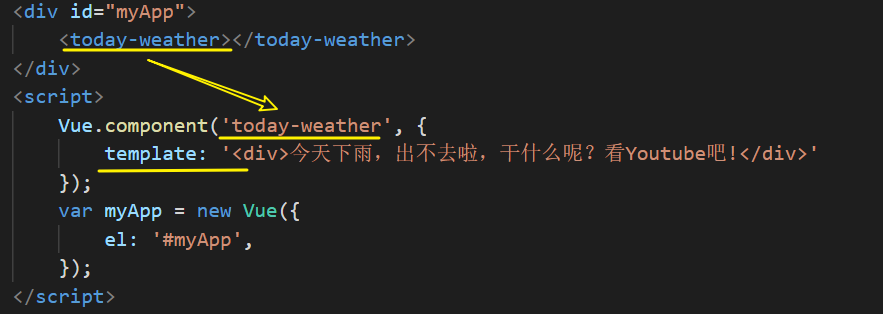 <div id="myApp">
    <today-weather></today-weather>
</div>
<script>
    Vue.component('today-weather', {
        template: '<div>今天下雨，出不去啦，干什么呢？看Youtube吧!</div>'
    });
    var myApp = new Vue({
        el: '#myApp',
    });
</script>